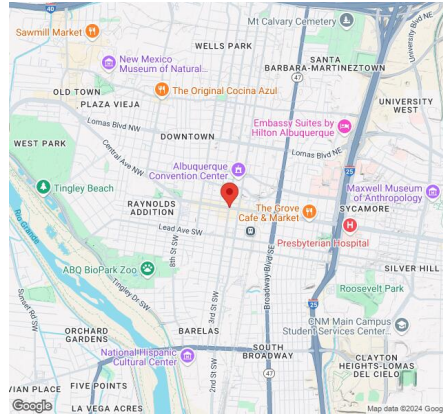 40
Mt Calvary Cemetery
Sawmill Market
WELLS PARK
University Blvd NE
New Mexico
Museum of Natural...
SANTA
BARBARA-MARTINEZTOWN
47
OLD TOWN
PLAZA VIEJA
The Original Cocina Azul
UNIVERSITY
WEST
Lomas Blvd NW
Embassy Suites by
Hilton Albuquerque
DOWNTOWN
WEST PARK
Central Ave NW
Lomas Blvd NE
25
Albuquerque
Convention Center
Maxwell Museum
of Anthropology
Tingley Beach
RAYNOLDS
ADDITION
The Grove
Cafe & Market
SYCAMORE
Rio Grande
Lead Ave SW
Presbyterian Hospital
8th St SW
ABQ BioPark Zoo
Broadway Blvd SE
SILVER HILL
Sunset Rd SW
Tingley Dr SW
3rd St SW
Roosevelt Park
25
ORCHARD
GARDENS
BARELAS
CNM Main Campus
Student Services Center...
National Hispanic
Cultural Center
2nd St SW
SOUTH
BROADWAY
CLAYTON
HEIGHTS-LOMAS
DEL CIELO
VIAN PLACE
FIVE POINTS
47
LA VEGA ACRES
Google
Map data ©2024 Goog